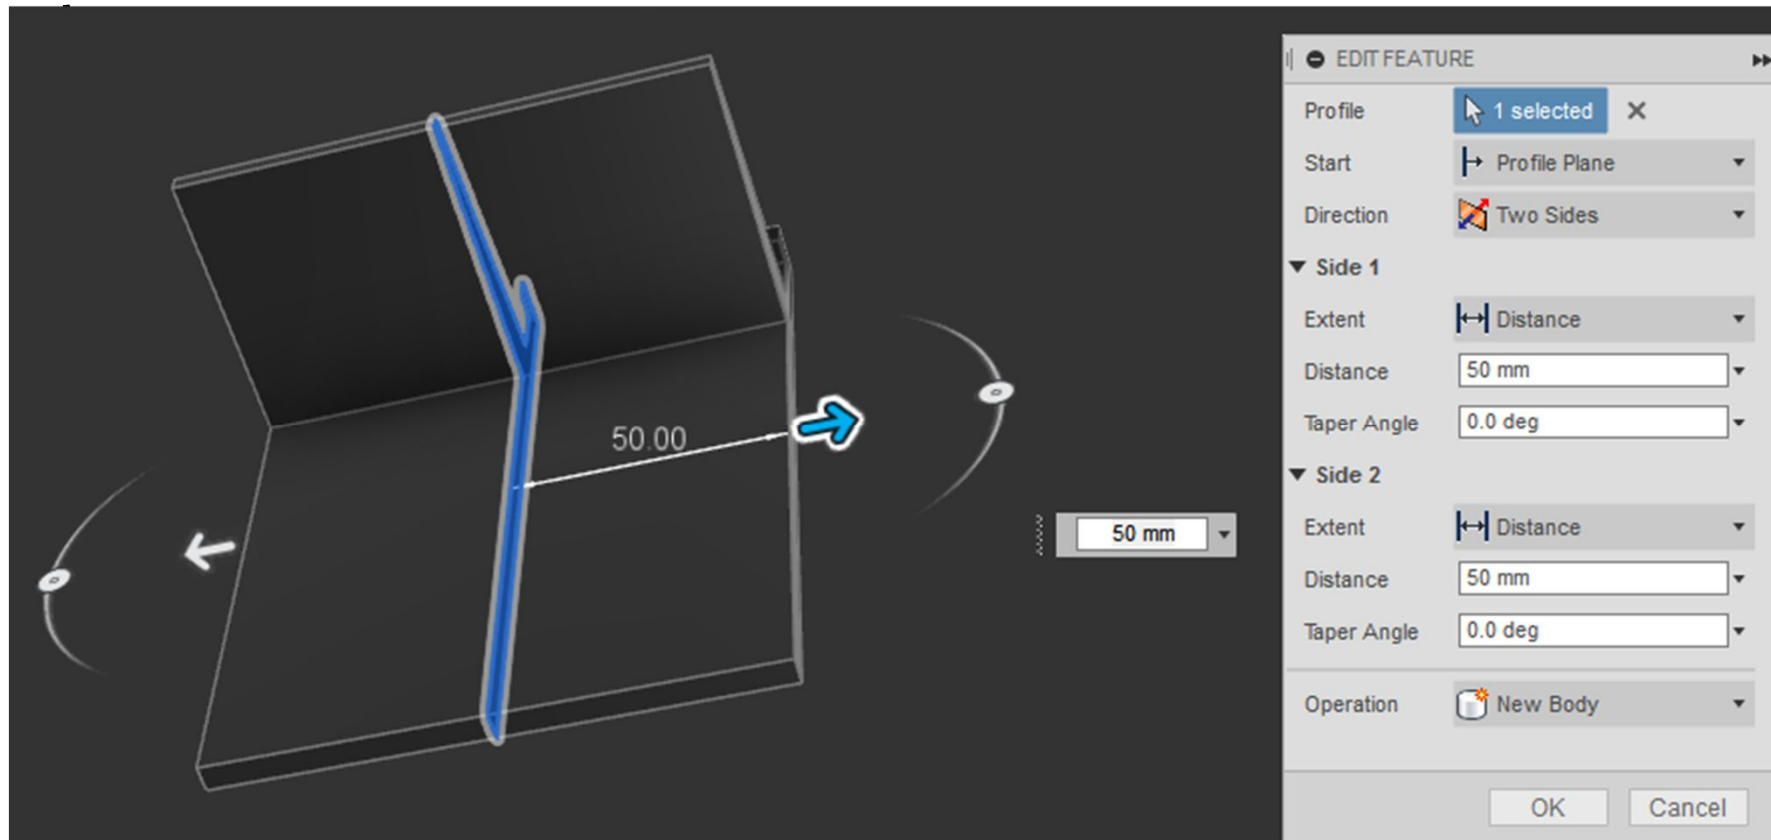 EDIT FEATURE
Profile 1 selected
Start Profile Plane
Direction Two Sides
Side 1
Extent Distance
Distance 50 mm
Taper Angle 0.0 deg
Side 2
Extent Distance
Distance 50 mm
Taper Angle 0.0 deg
Operation New Body
OK Cancel
50.00
50 mm